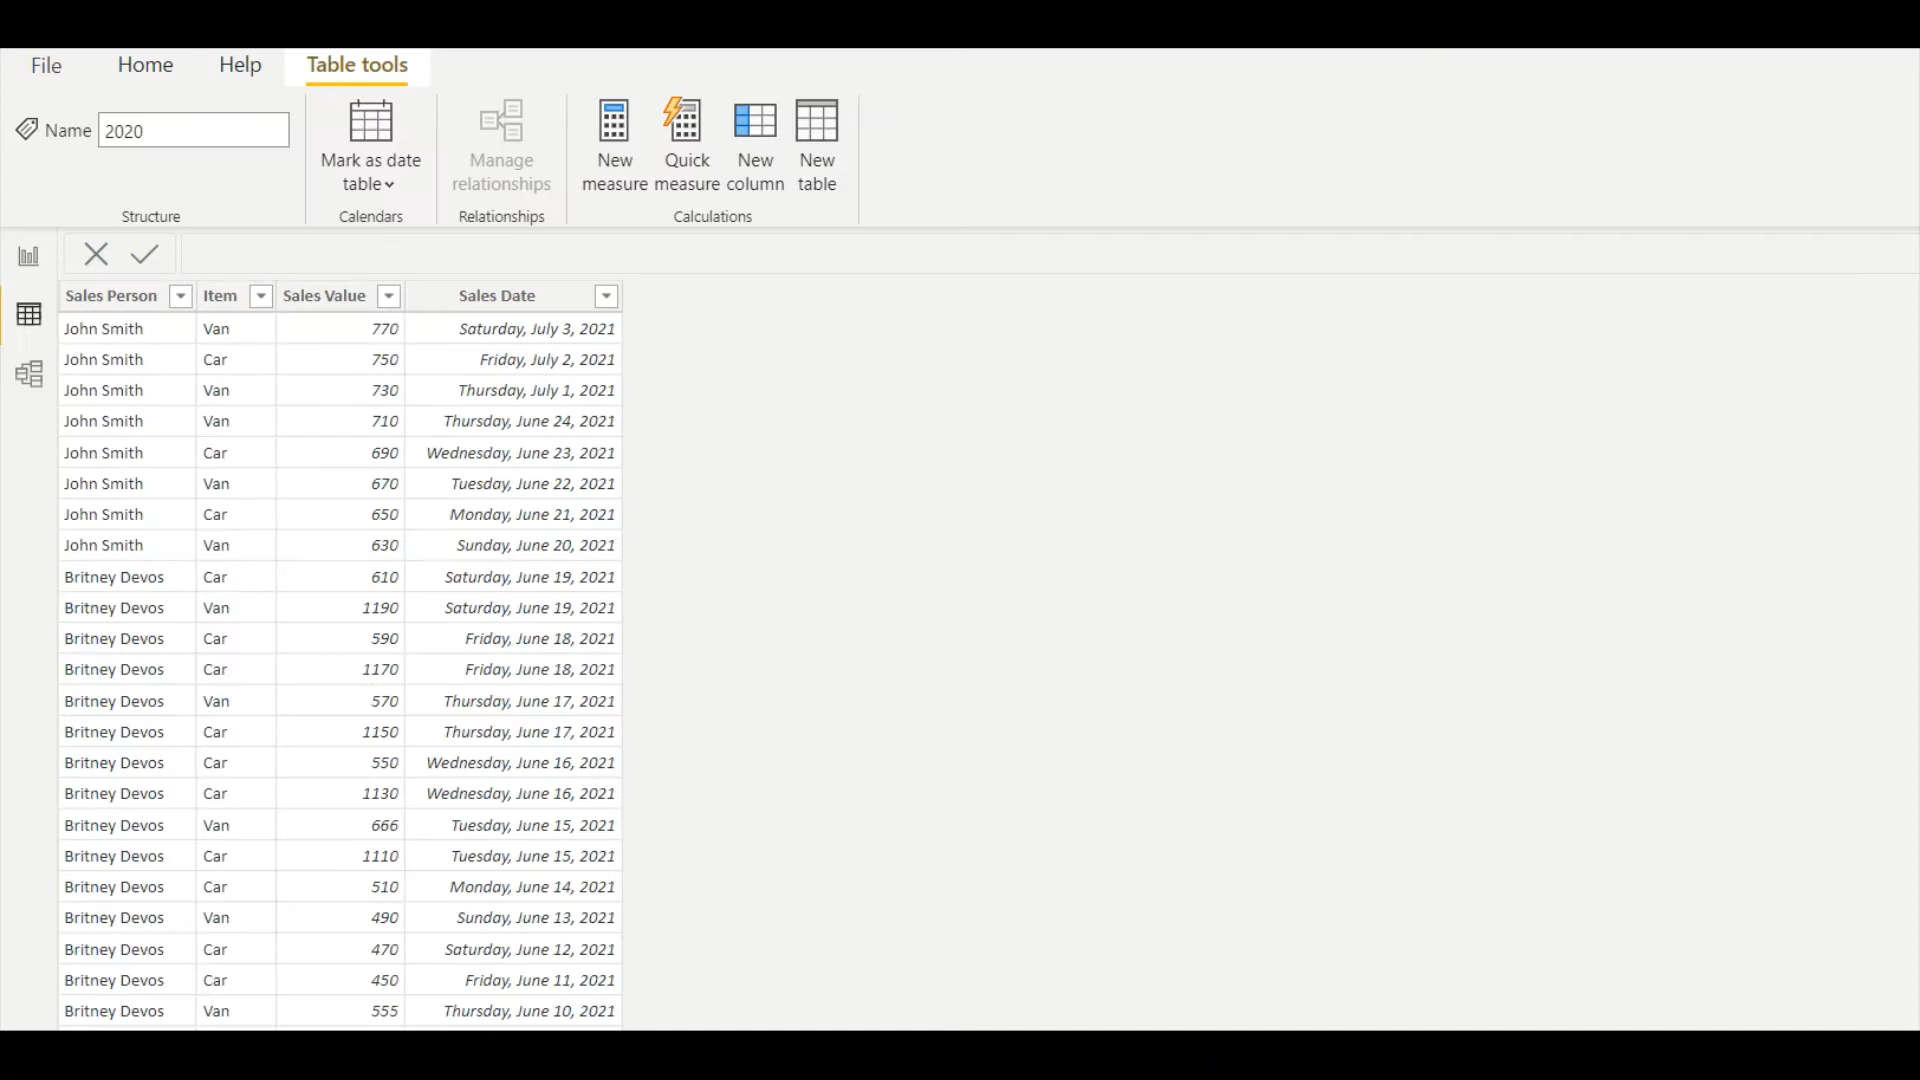 File Home Help Table tools
Name 2020
Mark as date table
Manage relationships
New measure
Quick measure
New column
New table
Structure Calendars Relationships Calculations
Sales Person Item Sales Value Sales Date
John Smith Van 770 Saturday, July 3, 2021
John Smith Car 750 Friday, July 2, 2021
John Smith Van 730 Thursday, July 1, 2021
John Smith Van 710 Thursday, June 24, 2021
John Smith Car 690 Wednesday, June 23, 2021
John Smith Van 670 Tuesday, June 22, 2021
John Smith Car 650 Monday, June 21, 2021
John Smith Van 630 Sunday, June 20, 2021
Britney Devos Car 610 Saturday, June 19, 2021
Britney Devos Van 1190 Saturday, June 19, 2021
Britney Devos Car 590 Friday, June 18, 2021
Britney Devos Car 1170 Friday, June 18, 2021
Britney Devos Van 570 Thursday, June 17, 2021
Britney Devos Car 1150 Thursday, June 17, 2021
Britney Devos Car 550 Wednesday, June 16, 2021
Britney Devos Car 1130 Wednesday, June 16, 2021
Britney Devos Van 666 Tuesday, June 15, 2021
Britney Devos Car 1110 Tuesday, June 15, 2021
Britney Devos Car 510 Monday, June 14, 2021
Britney Devos Van 490 Sunday, June 13, 2021
Britney Devos Car 470 Saturday, June 12, 2021
Britney Devos Car 450 Friday, June 11, 2021
Britney Devos Van 555 Thursday, June 10, 2021